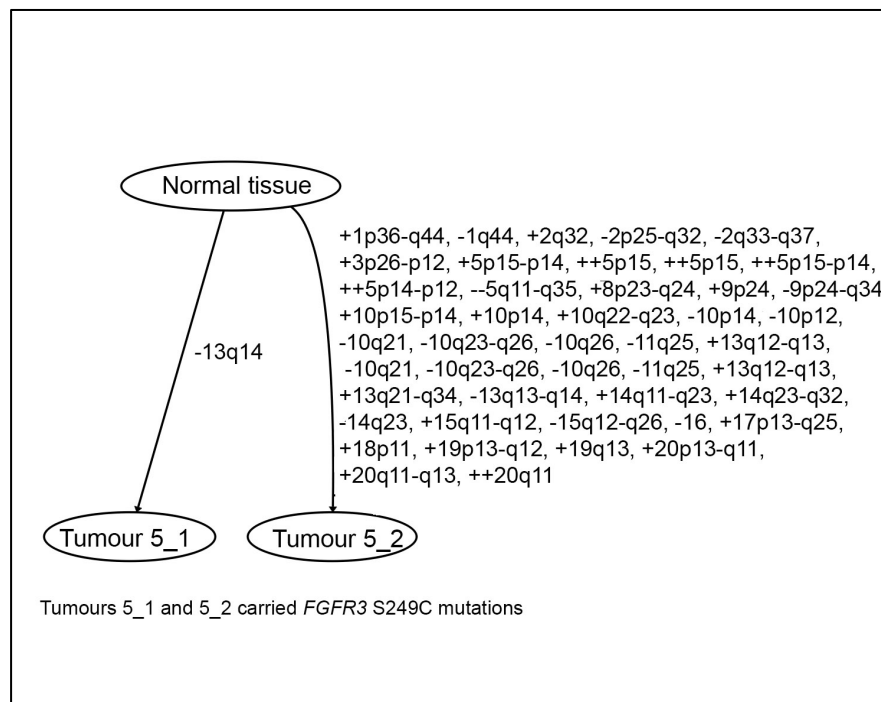 Normal tissue
+1p36-q44, -1q44, +2q32, -2p25-q32, -2q33-q37,
+3p26-p12, +5p15-p14, ++5p15, ++5p15, ++5p15-p14,
++5p14-p12, --5q11-q35, +8p23-q24, +9p24, -9p24-q34
+10p15-p14, +10p14, +10q22-q23, -10p14, -10p12,
-10q21, -10q23-q26, -10q26, -11q25, +13q12-q13,
-10q21, -10q23-q26, -10q26, -11q25, +13q12-q13,
+13q21-q34, -13q13-q14, +14q11-q23, +14q23-q32,
-14q23, +15q11-q12, -15q12-q26, -16, +17p13-q25,
+18p11, +19p13-q12, +19q13, +20p13-q11,
+20q11-q13, ++20q11
-13q14
Tumour 5_1
Tumour 5_2
Tumours 5_1 and 5_2 carried FGFR3 S249C mutations